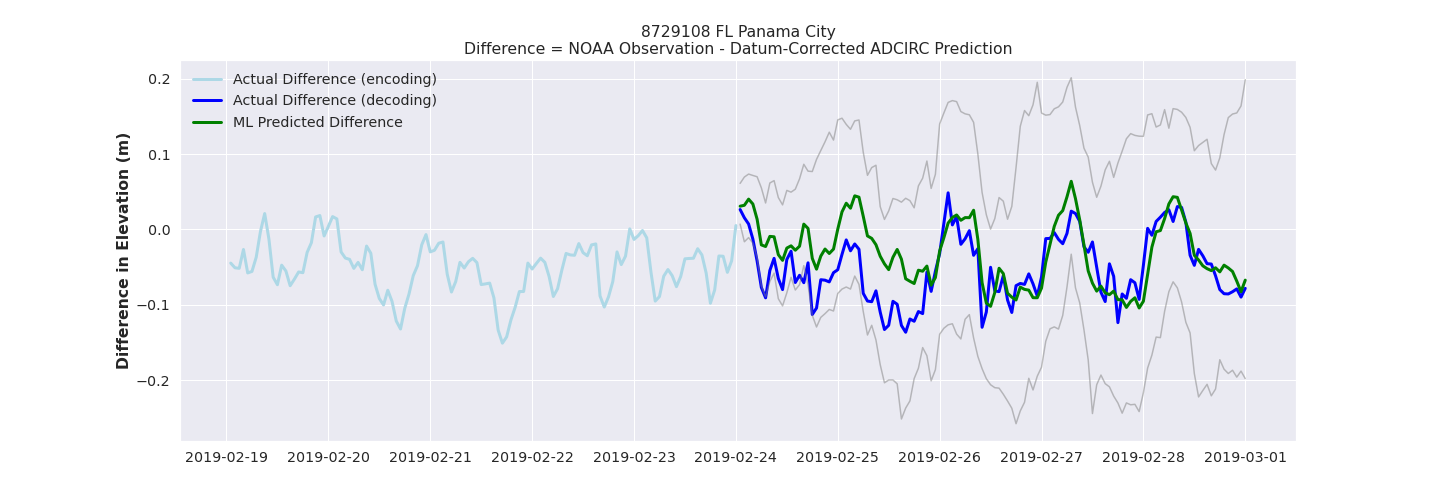 8729108 FL Panama City
Difference = NOAA Observation - Datum-Corrected ADCIRC Prediction
Actual Difference (encoding)
Actual Difference (decoding)
ML Predicted Difference
Difference in Elevation (m)
0.2
0.1
0.0
−0.1
−0.2
2019-02-19 2019-02-20 2019-02-21 2019-02-22 2019-02-23 2019-02-24 2019-02-25 2019-02-26 2019-02-27 2019-02-28 2019-03-01